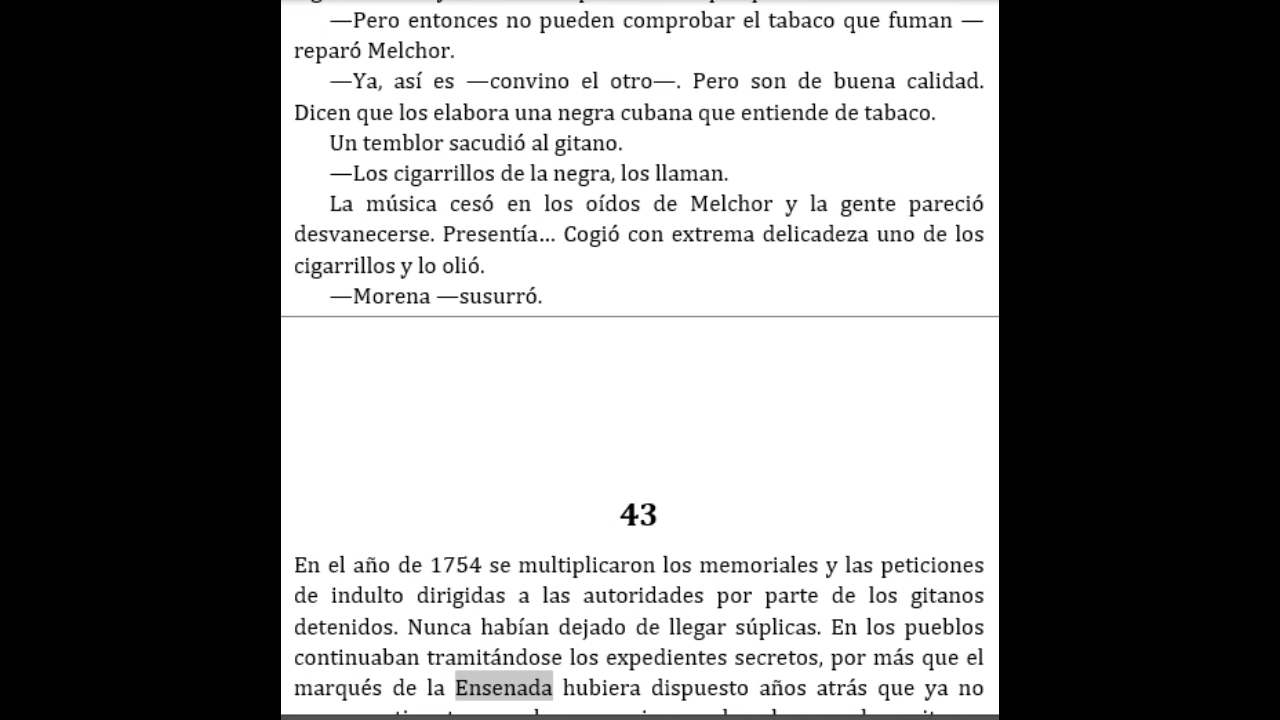 —Pero entonces no pueden comprobar el tabaco que fuman —
reparó Melchor.
—Ya, así es —convino el otro—. Pero son de buena calidad.
Dicen que los elabora una negra cubana que entiende de tabaco.
Un temblor sacudió al gitano.
—Los cigarrillos de la negra, los llaman.
La música cesó en los oídos de Melchor y la gente pareció
desvanecerse. Presentía... Cogió con extrema delicadeza uno de los
cigarrillos y lo olió.
—Morena —susurró.
43
En el año de 1754 se multiplicaron los memoriales y las peticiones
de indulto dirigidas a las autoridades por parte de los gitanos
detenidos. Nunca habían dejado de llegar súplicas. En los pueblos
continuaban tramitándose los expedientes secretos, por más que el
marqués de la Ensenada hubiera dispuesto años atrás que ya no